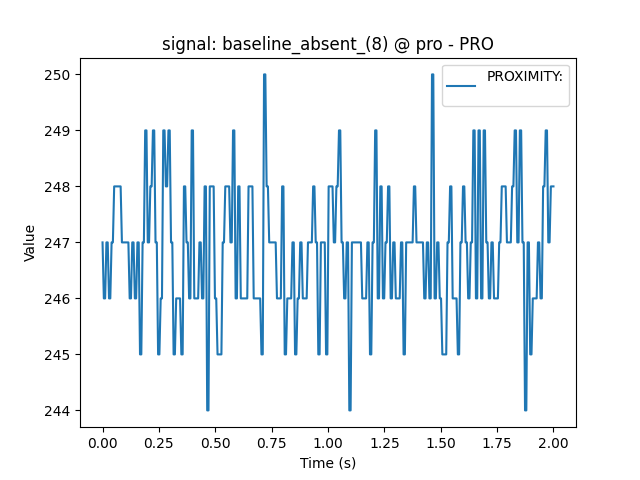 signal: baseline_absent_(8) @ pro - PRO
PROXIMITY:
250
249
248
247
246
245
244
Value
0.00 0.25 0.50 0.75 1.00 1.25 1.50 1.75 2.00
Time (s)